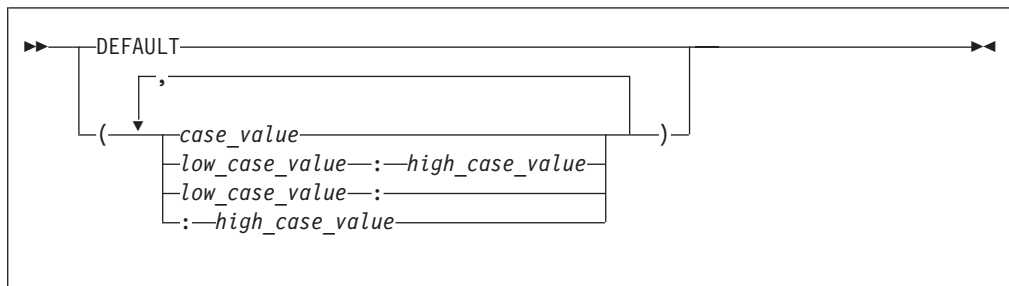 DEFAULT
,
( case_value )
low_case_value : high_case_value
low_case_value :
: high_case_value